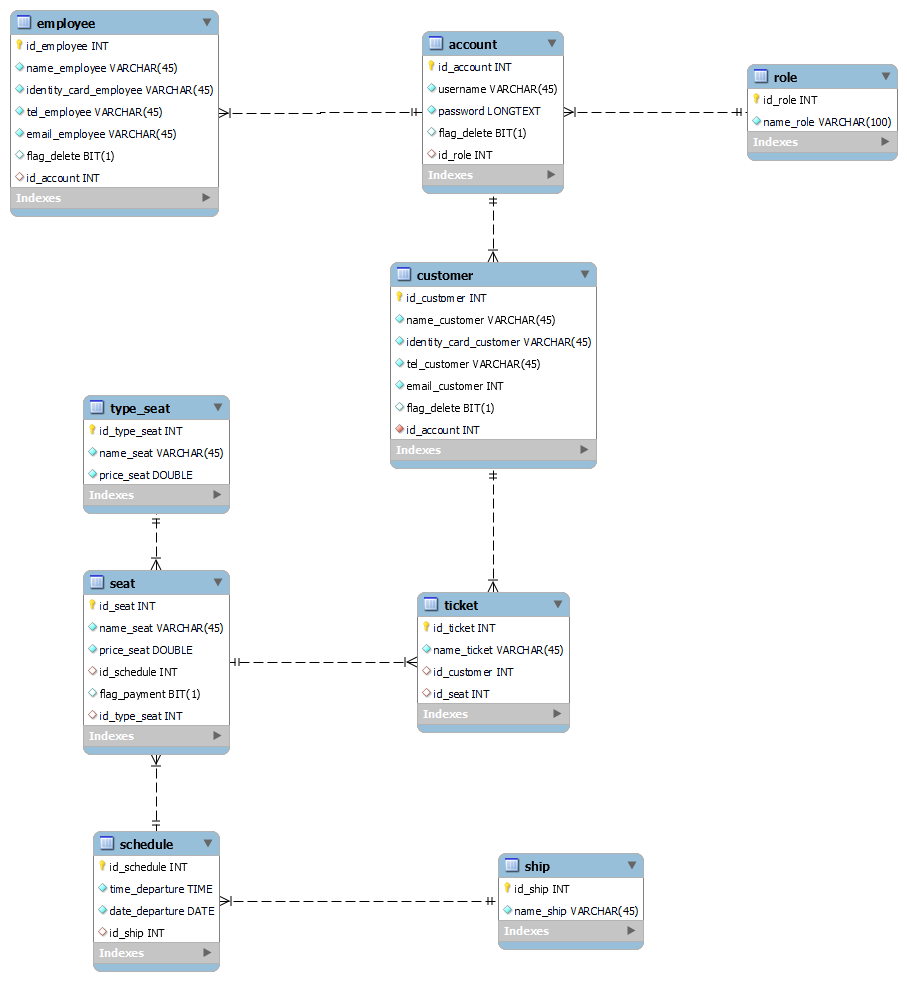 employee
id_employee INT
name_employee VARCHAR(45)
identity_card_employee VARCHAR(45)
tel_employee VARCHAR(45)
email_employee VARCHAR(45)
flag_delete BIT(1)
id_account INT
Indexes
account
id_account INT
username VARCHAR(45)
password LONGTEXT
flag_delete BIT(1)
id_role INT
Indexes
role
id_role INT
name_role VARCHAR(100)
Indexes
customer
id_customer INT
name_customer VARCHAR(45)
identity_card_customer VARCHAR(45)
tel_customer VARCHAR(45)
email_customer INT
flag_delete BIT(1)
id_account INT
Indexes
type_seat
id_type_seat INT
name_seat VARCHAR(45)
price_seat DOUBLE
Indexes
seat
id_seat INT
name_seat VARCHAR(45)
price_seat DOUBLE
id_schedule INT
flag_payment BIT(1)
id_type_seat INT
Indexes
ticket
id_ticket INT
name_ticket VARCHAR(45)
id_customer INT
id_seat INT
Indexes
schedule
id_schedule INT
time_departure TIME
date_departure DATE
id_ship INT
Indexes
ship
id_ship INT
name_ship VARCHAR(45)
Indexes